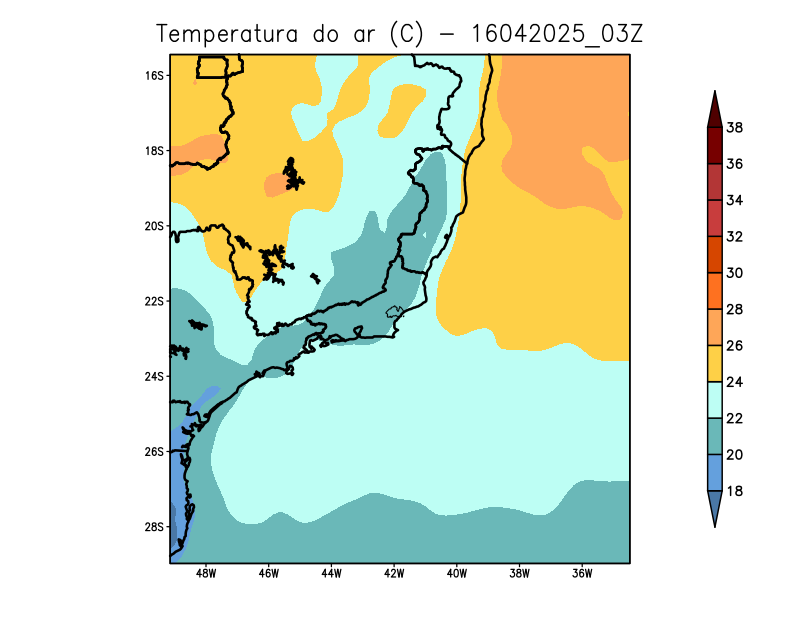 Temperatura do ar (C) – 16042025_03Z
16S
18S
20S
22S
24S
26S
28S
48W 46W 44W 42W 40W 38W 36W
38
36
34
32
30
28
26
24
22
20
18